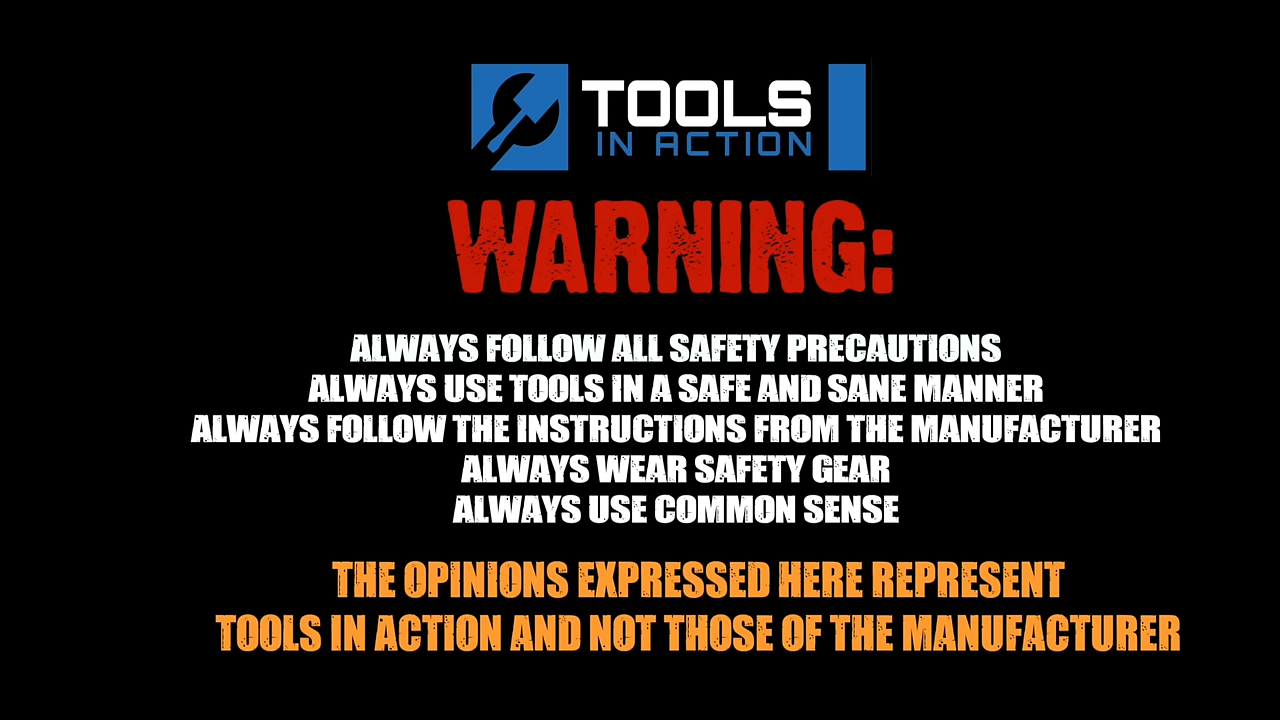 TOOLS
IN ACTION
WARNING:
ALWAYS FOLLOW ALL SAFETY PRECAUTIONS
ALWAYS USE TOOLS IN A SAFE AND SANE MANNER
ALWAYS FOLLOW THE INSTRUCTIONS FROM THE MANUFACTURER
ALWAYS WEAR SAFETY GEAR
ALWAYS USE COMMON SENSE
THE OPINIONS EXPRESSED HERE REPRESENT
TOOLS IN ACTION AND NOT THOSE OF THE MANUFACTURER